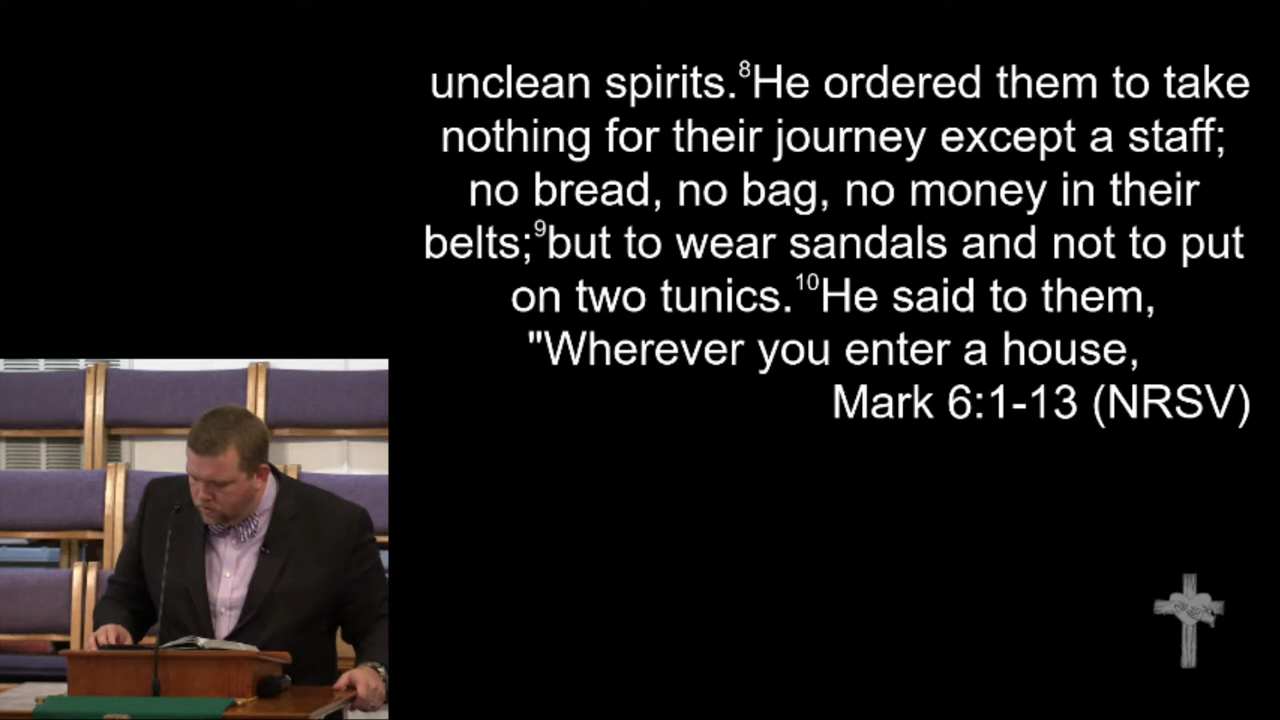 unclean spirits.⁸He ordered them to take
nothing for their journey except a staff;
no bread, no bag, no money in their
belts;⁹but to wear sandals and not to put
on two tunics.¹⁰He said to them,
"Wherever you enter a house,
Mark 6:1-13 (NRSV)